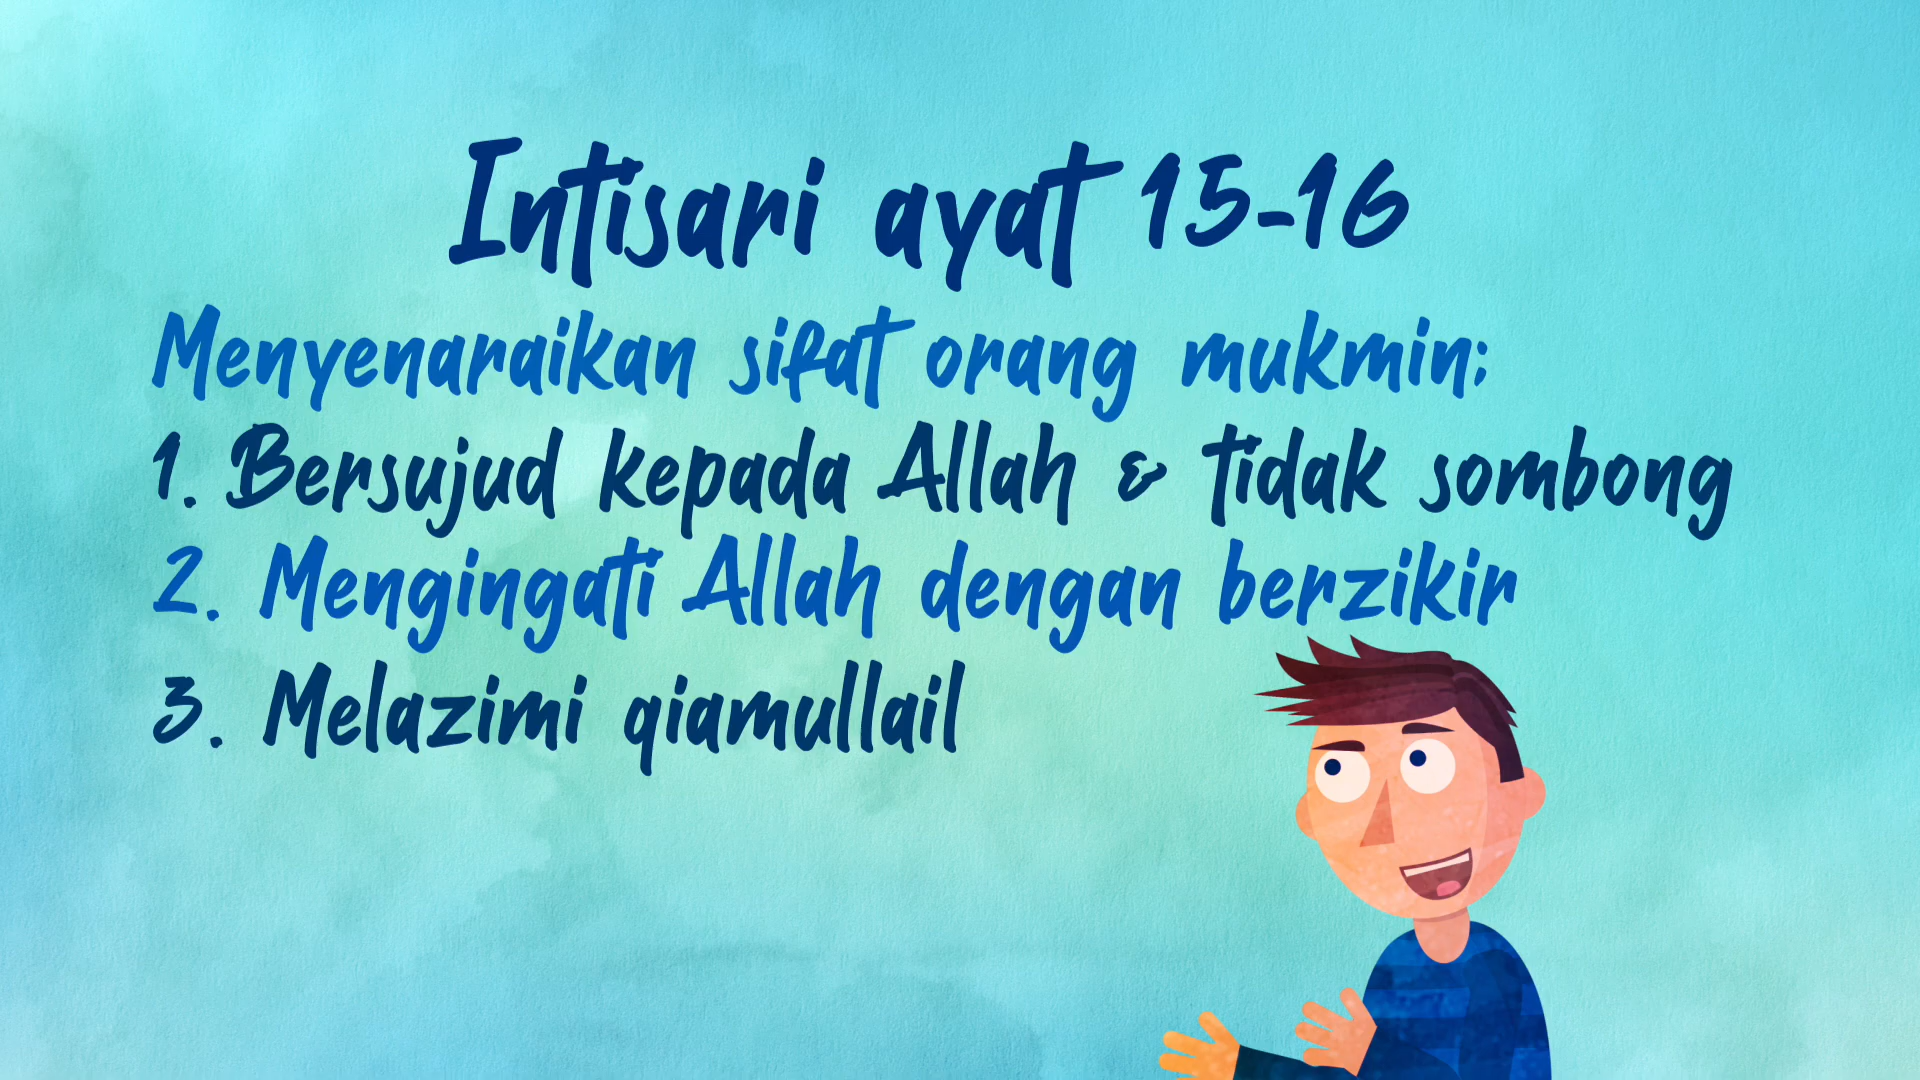 Intisari ayat 15-16
Menyenaraikan sifat orang mukmin:
1. Bersujud kepada Allah & tidak sombong
2. Mengingati Allah dengan berzikir
3. Melazimi qiamullail